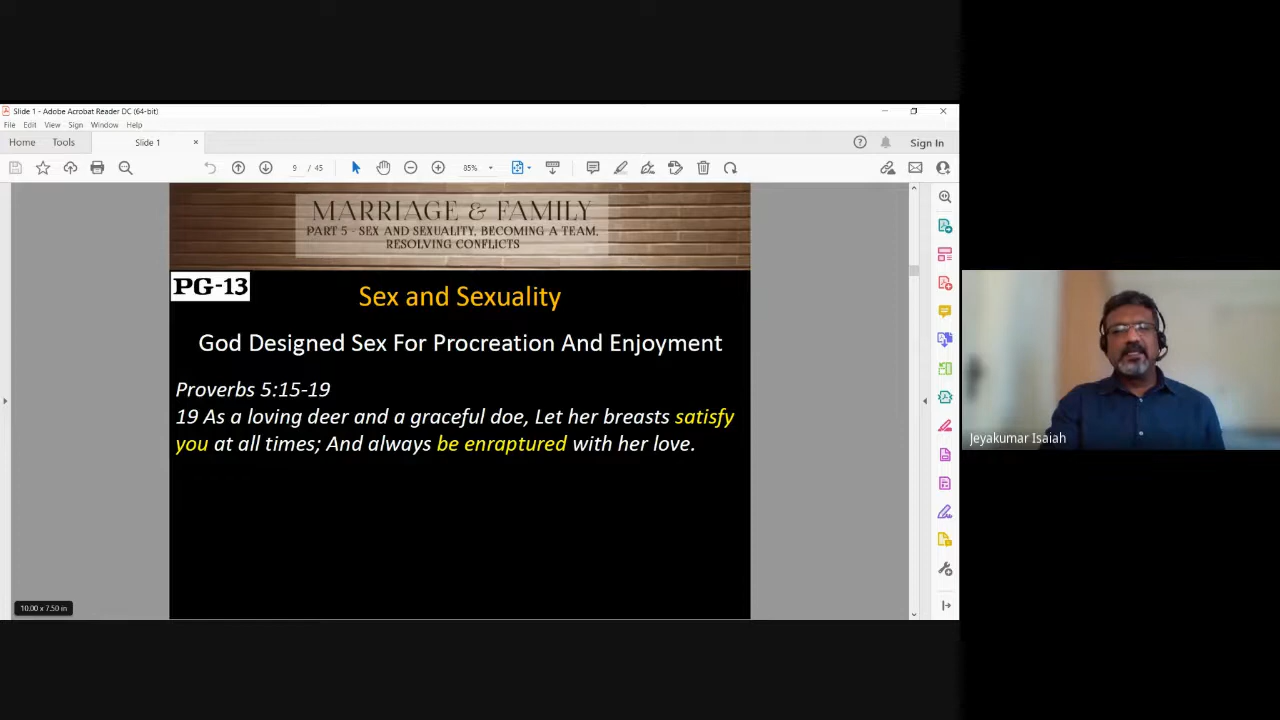 Slide 1 - Adobe Acrobat Reader DC (64-bit)
File Edit View Sign Window Help
Home Tools Slide 1 × Sign In
9 / 45 85%
MARRIAGE & FAMILY
PART 5 - SEX AND SEXUALITY, BECOMING A TEAM,
RESOLVING CONFLICTS
PG-13
Sex and Sexuality
God Designed Sex For Procreation And Enjoyment
Proverbs 5:15-19
19 As a loving deer and a graceful doe, Let her breasts satisfy
you at all times; And always be enraptured with her love.
10.00 x 7.50 in
Jeyakumar Isaiah